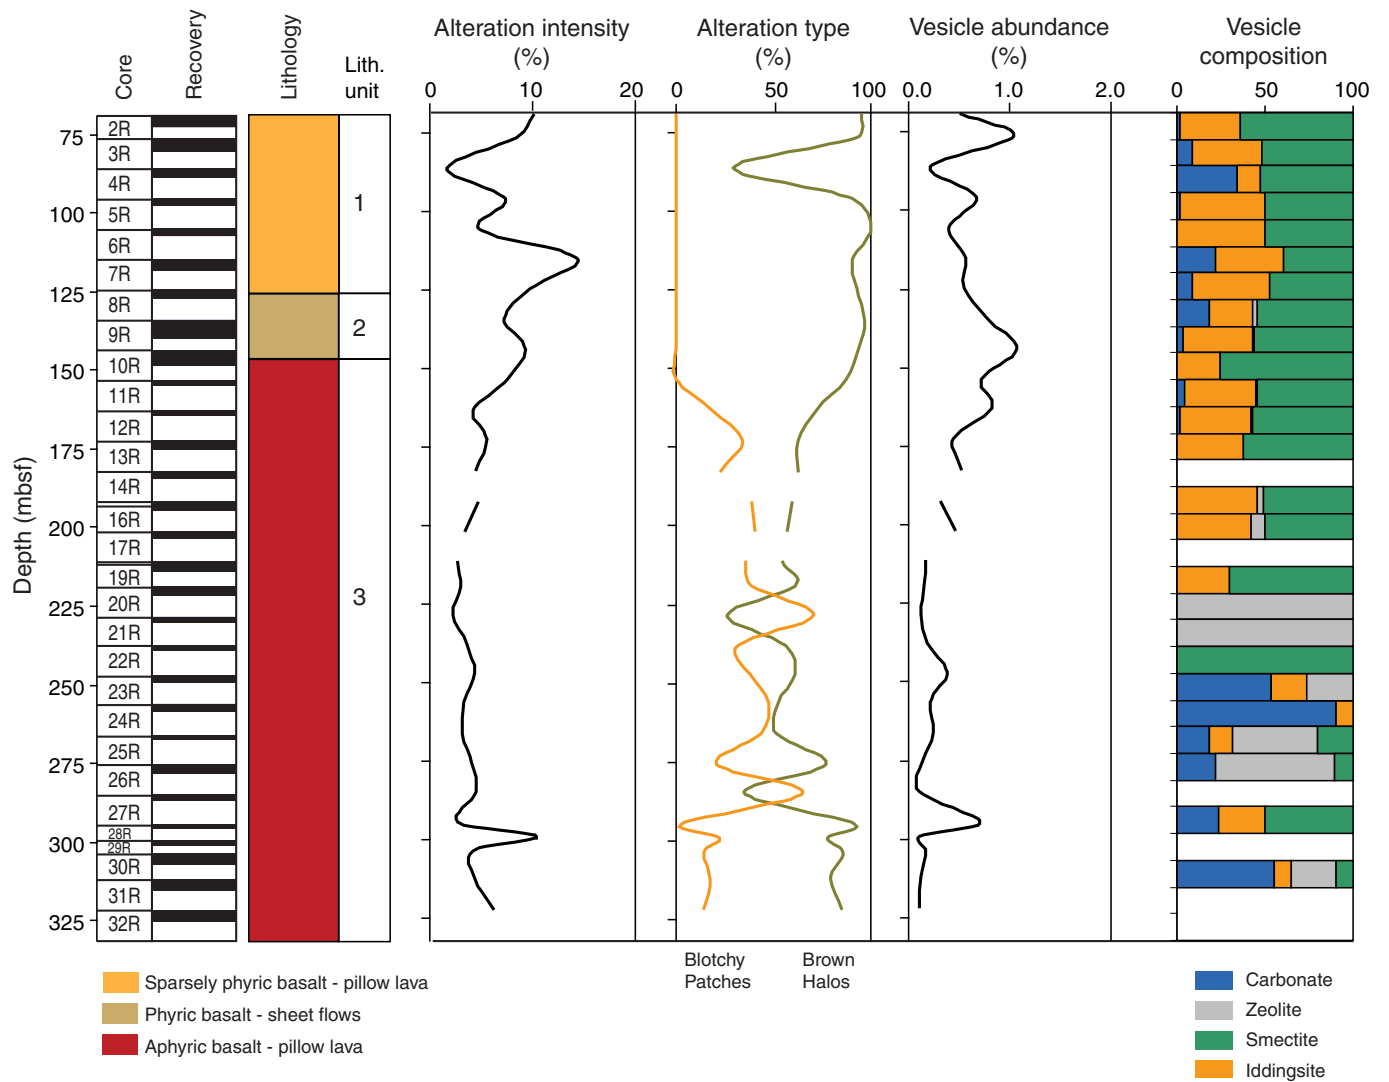 Core
Recovery
Lithology
Lith.
unit
Alteration intensity
(%)
Alteration type
(%)
Vesicle abundance
(%)
Vesicle
composition
0 10 20
0 50 100
0.0 1.0 2.0
0 50 100
Depth (mbsf)
75
100
125
150
175
200
225
250
275
300
325
2R
3R
4R
5R
6R
7R
8R
9R
10R
11R
12R
13R
14R
16R
17R
19R
20R
21R
22R
23R
24R
25R
26R
27R
28R
29R
30R
31R
32R
1
2
3
Blotchy
Patches
Brown
Halos
Sparsely phyric basalt - pillow lava
Phyric basalt - sheet flows
Aphyric basalt - pillow lava
Carbonate
Zeolite
Smectite
Iddingsite